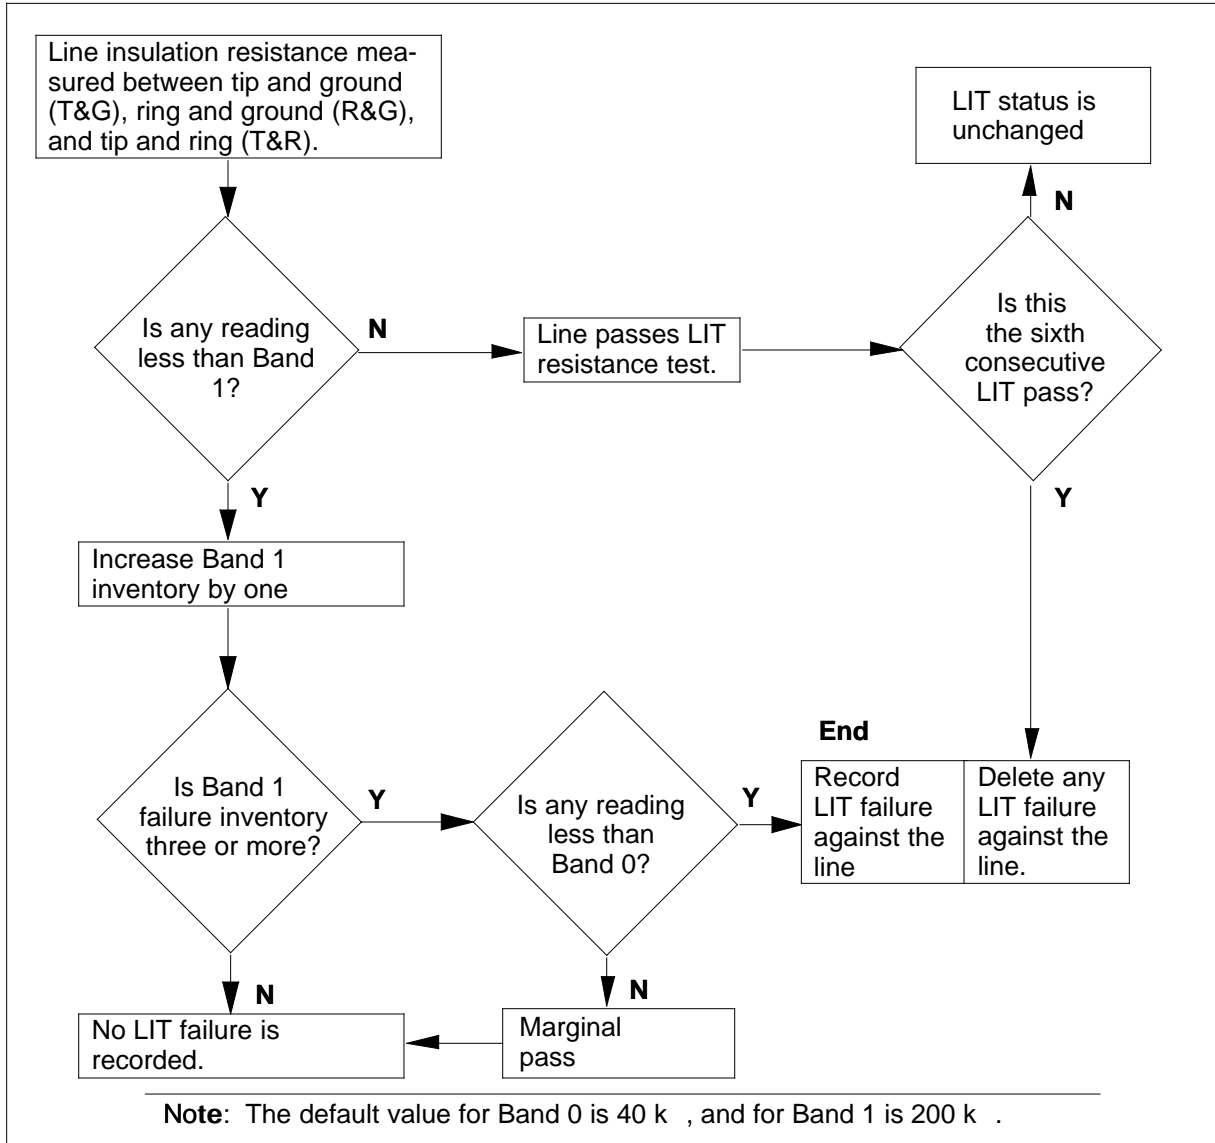 Line insulation resistance mea-
sured between tip and ground
(T&G), ring and ground (R&G),
and tip and ring (T&R).
LIT status is
unchanged
N
Is any reading
less than Band
1?
N
Line passes LIT
resistance test.
Is this
the sixth
consecutive
LIT pass?
Y
Y
Increase Band 1
inventory by one
Is Band 1
failure inventory
three or more?
Y
Is any reading
less than
Band 0?
Y
End
Record
LIT failure
against the
line
Delete any
LIT failure
against the
line.
N
N
No LIT failure is
recorded.
Marginal
pass
Note: The default value for Band 0 is 40 k , and for Band 1 is 200 k .